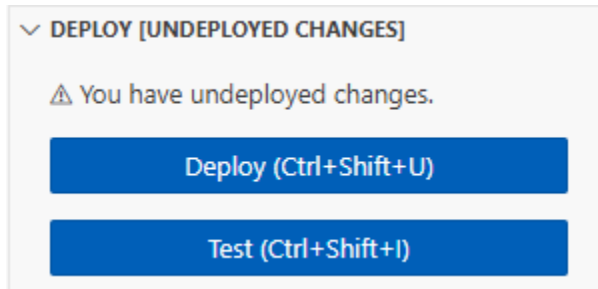 DEPLOY [UNDEPLOYED CHANGES]
You have undeployed changes.
Deploy (Ctrl+Shift+U)
Test (Ctrl+Shift+I)